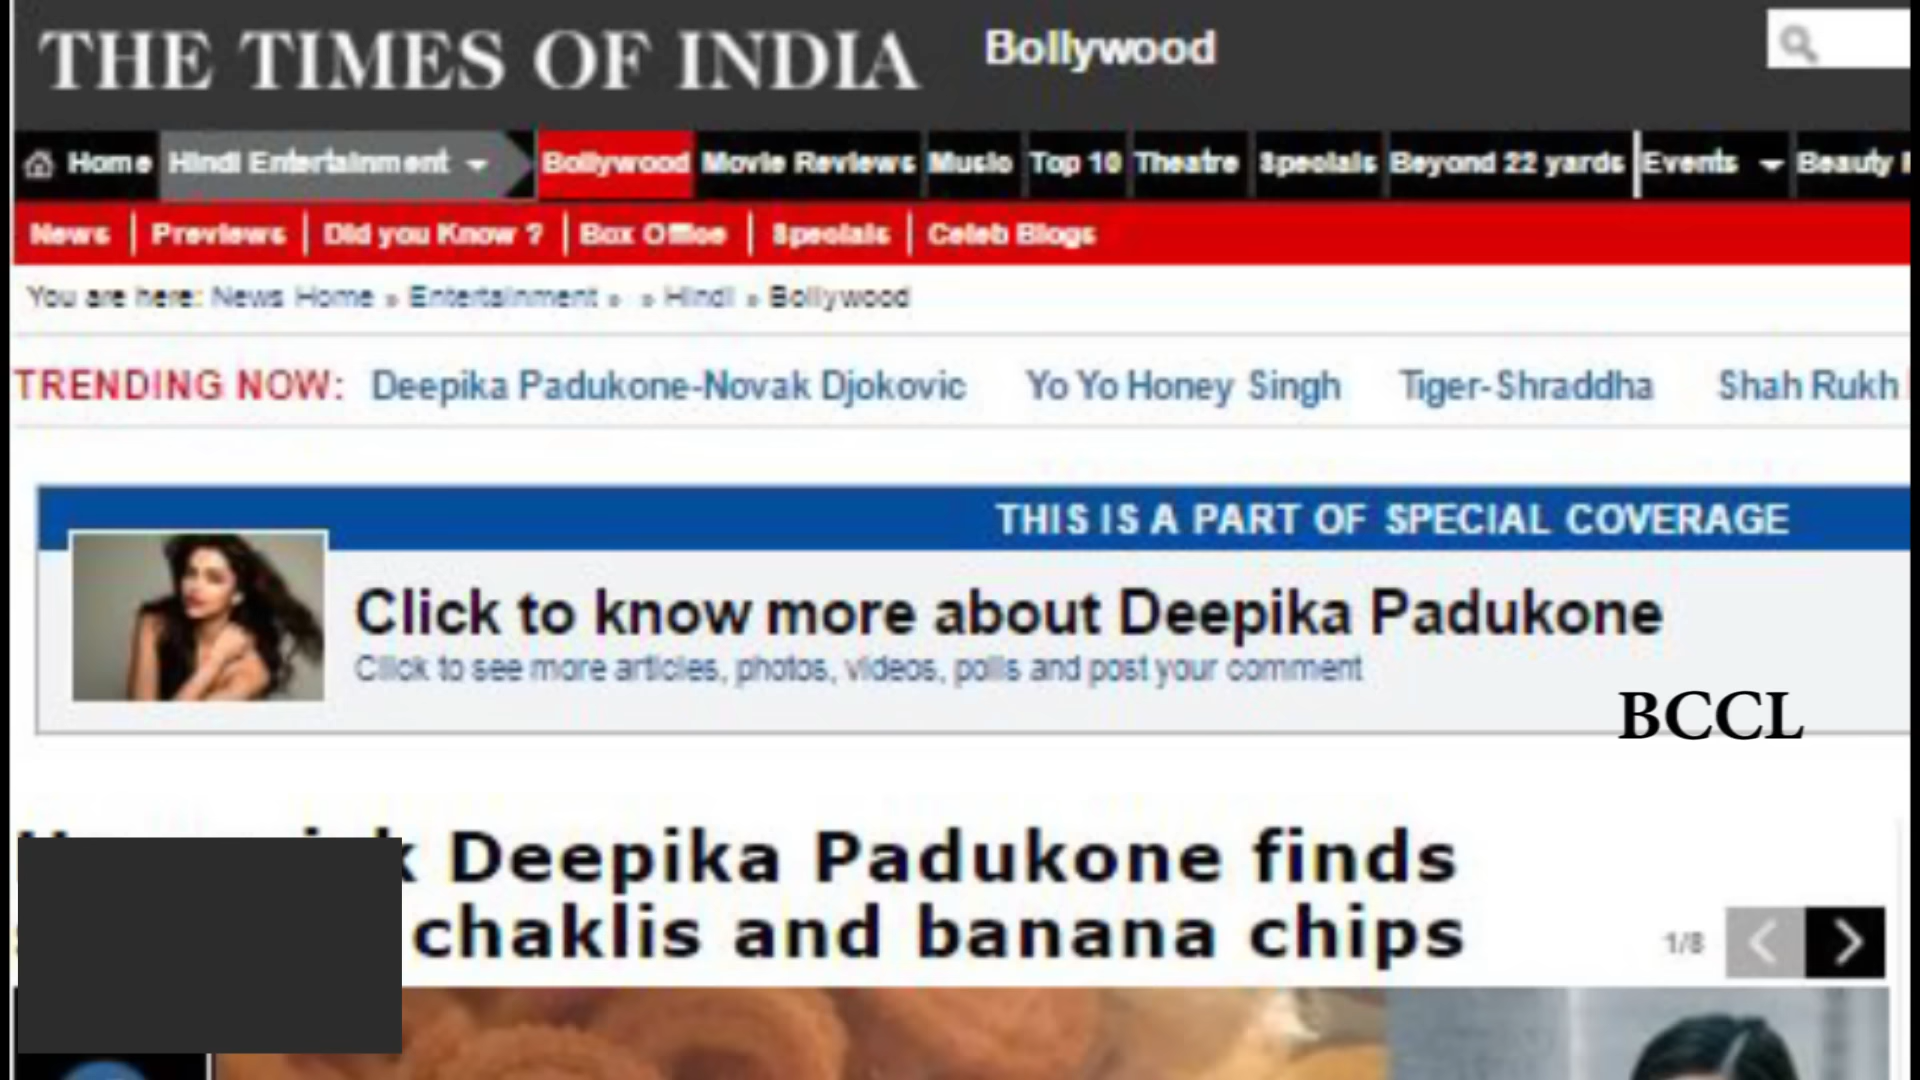 THE TIMES OF INDIA Bollywood
Home Hindi Entertainment Bollywood Movie Reviews Music Top 10 Theatre Specials Beyond 22 yards Events Beauty
News Previews Did you Know ? Box Office Specials Celeb Blogs
You are here: News Home » Entertainment » » Hindi » Bollywood
TRENDING NOW: Deepika Padukone-Novak Djokovic Yo Yo Honey Singh Tiger-Shraddha Shah Rukh
THIS IS A PART OF SPECIAL COVERAGE
Click to know more about Deepika Padukone
Click to see more articles, photos, videos, polls and post your comment
BCCL
Deepika Padukone finds
chaklis and banana chips
1/8